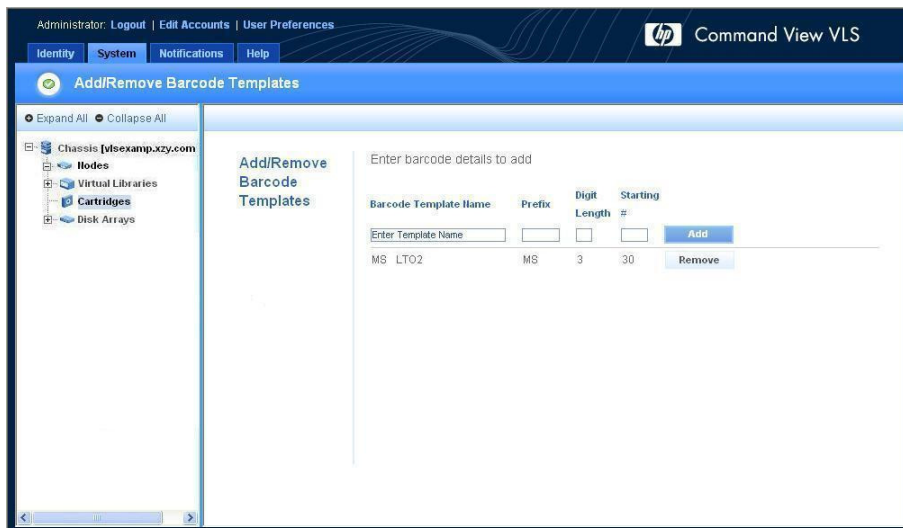 Administrator: Logout | Edit Accounts | User Preferences
hp Command View VLS
Identity System Notifications Help
Add/Remove Barcode Templates
Expand All Collapse All
Chassis [vlsexamp.xzy.com
Nodes
Virtual Libraries
Cartridges
Disk Arrays
Add/Remove Barcode Templates
Enter barcode details to add
Barcode Template Name Prefix Digit Length Starting #
Enter Template Name Add
MS LTO2 MS 3 30 Remove